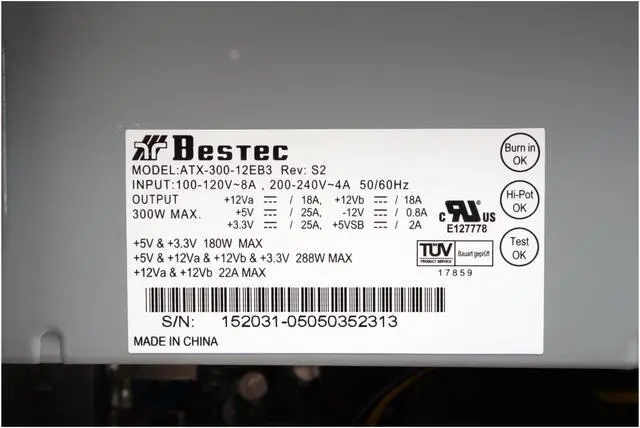 BESTEC
MODEL:ATX-300-12EB3 Rev: S2
INPUT:100-120V~8A , 200-240V~4A 50/60Hz
OUTPUT +12Va ⎓ / 18A, +12Vb ⎓ / 18A
300W MAX. +5V ⎓ / 25A, -12V ⎓ / 0.8A
+3.3V ⎓ / 25A, +5VSB ⎓ / 2A
+5V & +3.3V 180W MAX
+5V & +12Va & +12Vb & +3.3V 288W MAX
+12Va & +12Vb 22A MAX
C RU US
E127778
TÜV
PRODUCT SERVICE
Bauart geprüft
17859
Burn in
OK
Hi-Pot
OK
Test
OK
S/N: 152031-05050352313
MADE IN CHINA